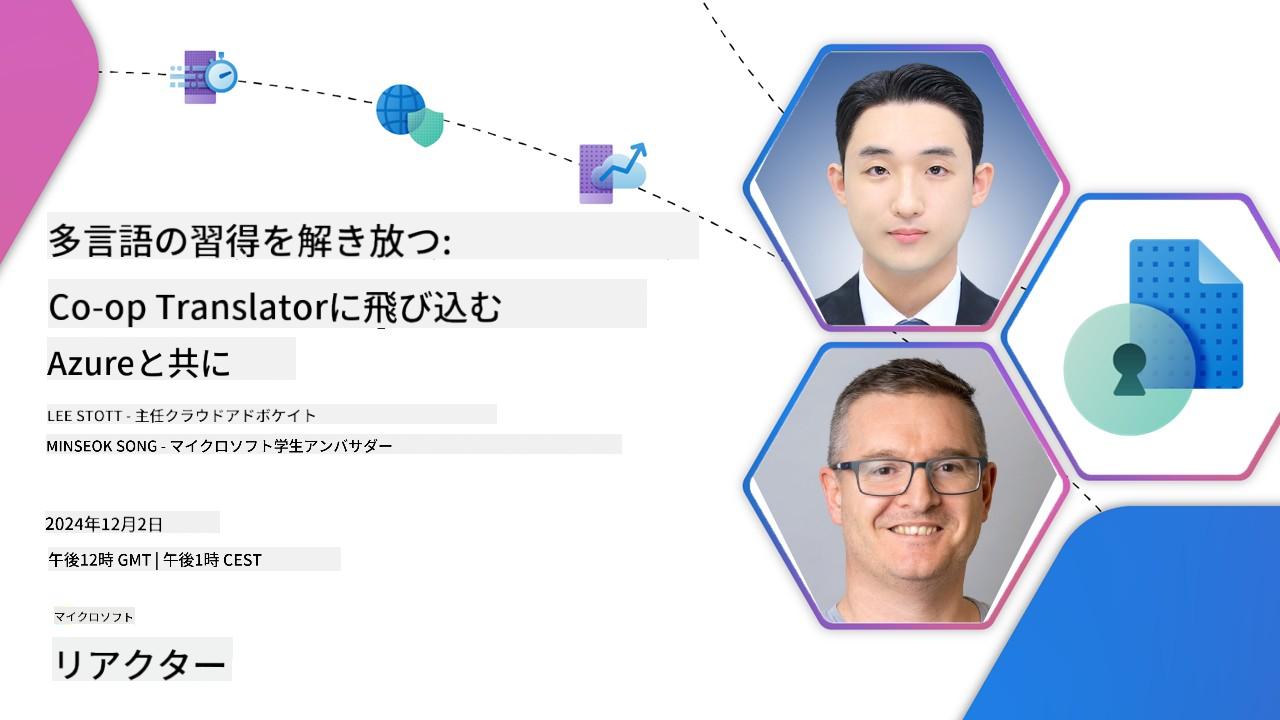 多言語の習得を解き放つ:
Co-op Translatorに飛び込む
Azureと共に
LEE STOTT - 主任クラウドアドボケイト
MINSEOK SONG - マイクロソフト学生アンバサダー
2024年12月2日
午後12時 GMT | 午後1時 CEST
マイクロソフト
リアクター